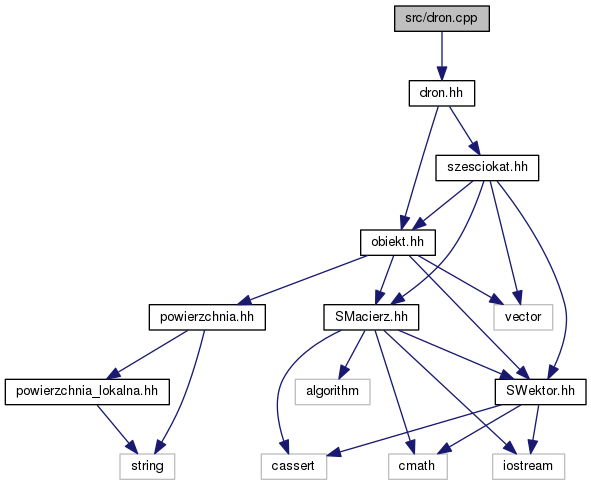 src/dron.cpp
dron.hh
szesciokat.hh
obiekt.hh
powierzchnia.hh
SMacierz.hh
vector
powierzchnia_lokalna.hh
algorithm
SWektor.hh
string
cassert
cmath
iostream